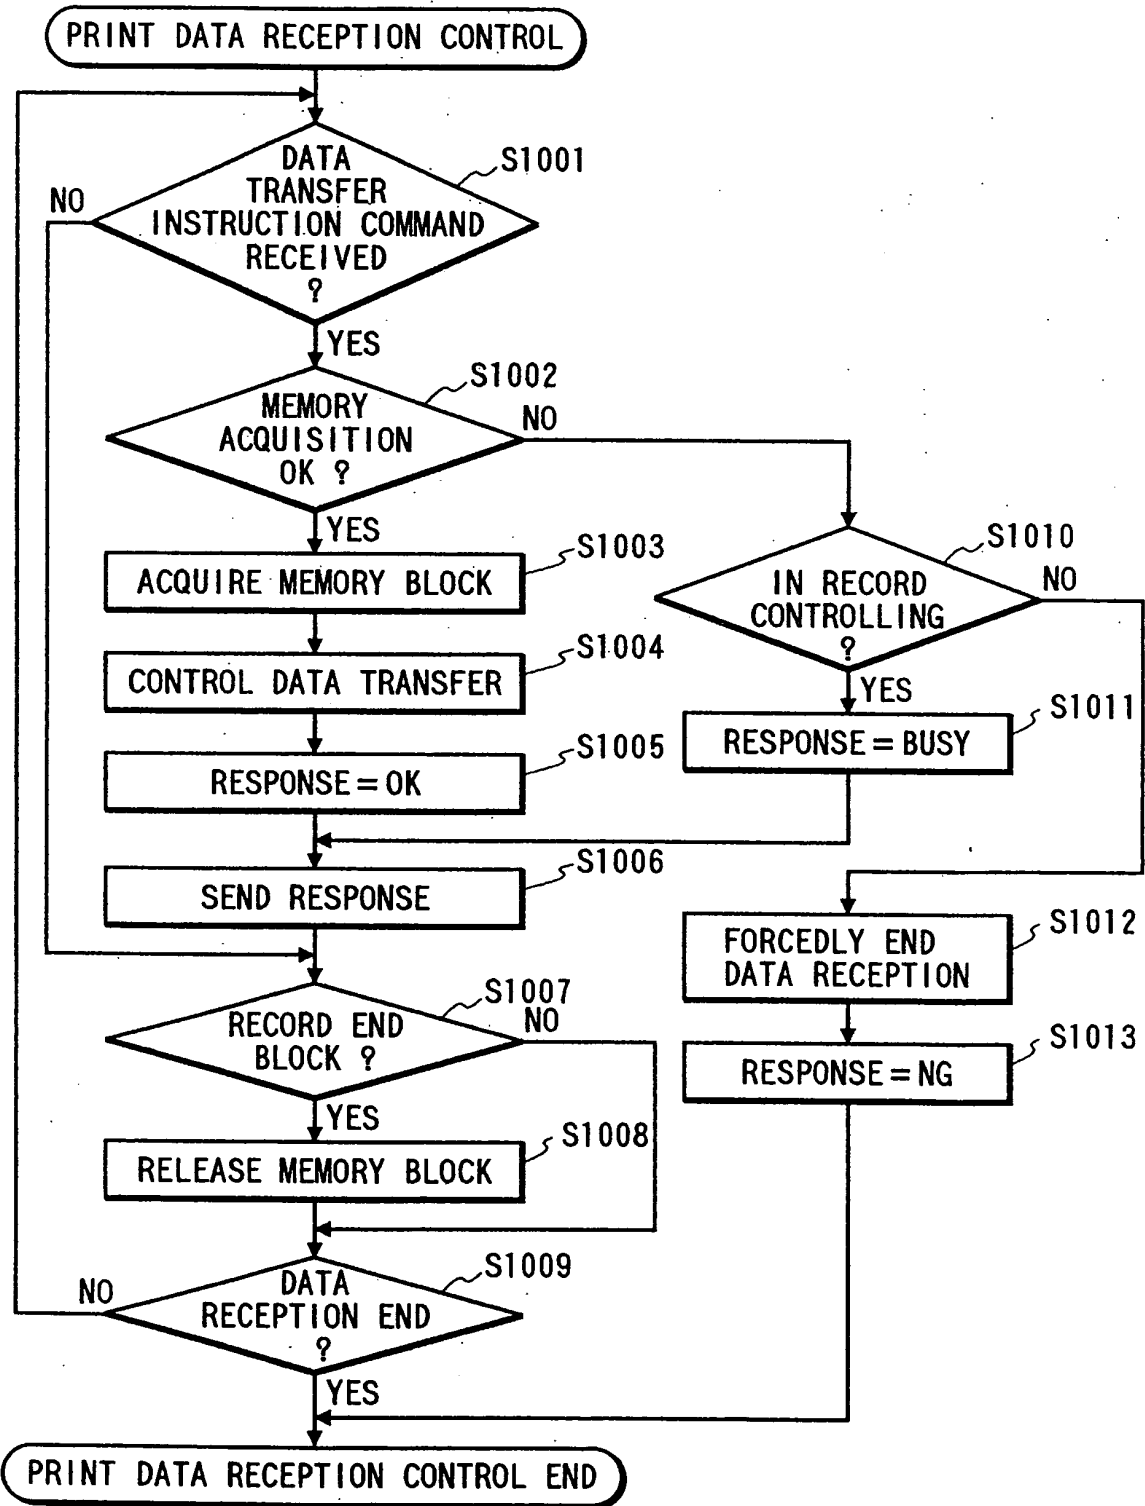 PRINT DATA RECEPTION CONTROL
S1001
DATA
TRANSFER
INSTRUCTION COMMAND
RECEIVED
?
NO
YES
S1002
MEMORY
ACQUISITION
OK ?
NO
YES
S1003
ACQUIRE MEMORY BLOCK
S1004
CONTROL DATA TRANSFER
S1005
RESPONSE=OK
S1010
IN RECORD
CONTROLLING
?
NO
YES
S1011
RESPONSE=BUSY
S1006
SEND RESPONSE
S1012
FORCEDLY END
DATA RECEPTION
S1013
RESPONSE=NG
S1007
RECORD END
BLOCK ?
NO
YES
S1008
RELEASE MEMORY BLOCK
S1009
DATA
RECEPTION END
?
NO
YES
PRINT DATA RECEPTION CONTROL END